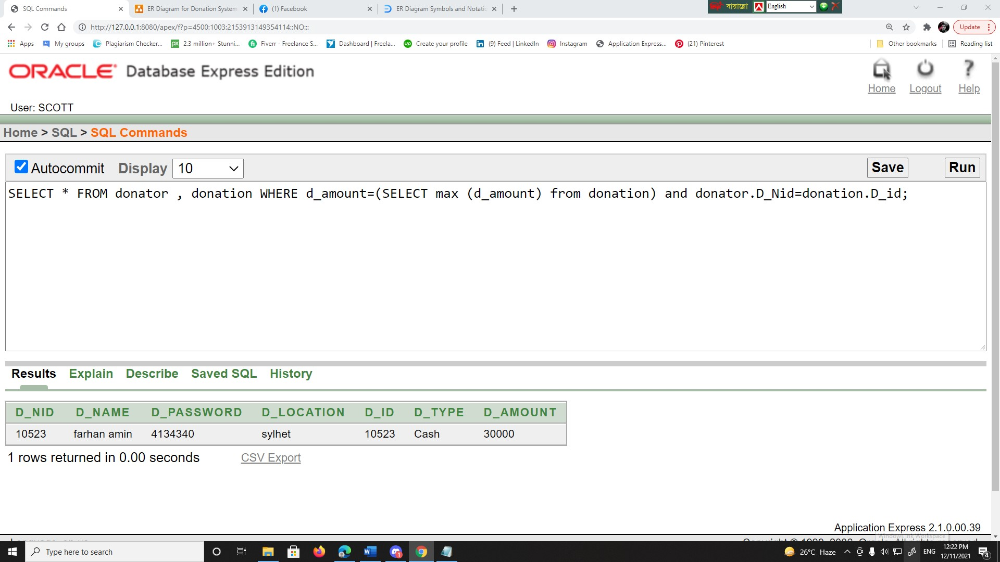 SQL Commands
ER Diagram for Donation System
(1) Facebook
ER Diagram Symbols and Notatic
বায়ান্নো
English
http://127.0.0.1:8080/apex/f?p=4500:1003:2153913149354114::NO:::
Update
Apps
My groups
Plagiarism Checker...
2.3 million+ Stunni...
Fiverr - Freelance S...
Dashboard | Freela...
Create your profile
(9) Feed | LinkedIn
Instagram
Application Express...
(21) Pinterest
Other bookmarks
Reading list
ORACLE Database Express Edition
Home Logout Help
User: SCOTT
Home > SQL > SQL Commands
Autocommit Display 10 Save Run
SELECT * FROM donator , donation WHERE d_amount=(SELECT max (d_amount) from donation) and donator.D_Nid=donation.D_id;
Results Explain Describe Saved SQL History
D_NID D_NAME D_PASSWORD D_LOCATION D_ID D_TYPE D_AMOUNT
10523 farhan amin 4134340 sylhet 10523 Cash 30000
1 rows returned in 0.00 seconds CSV Export
Application Express 2.1.0.00.39
Windows Ink Workspace
Type here to search
26°C Haze
ENG
12:22 PM
12/11/2021
4